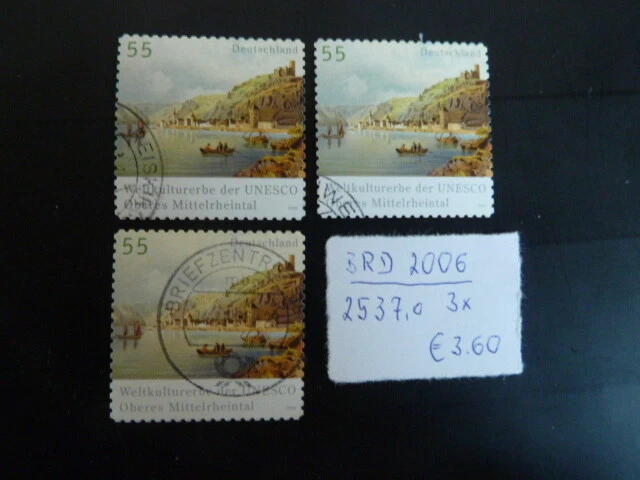 55 Deutschland
Weltkulturerbe der UNESCO
Oberes Mittelrheintal
55 Deutschland
Weltkulturerbe der UNESCO
Oberes Mittelrheintal
55 Deutschland
BRIEFZENTR
Weltkulturerbe der UNESCO
Oberes Mittelrheintal
BRD 2006
2537,0 3x
€3.60